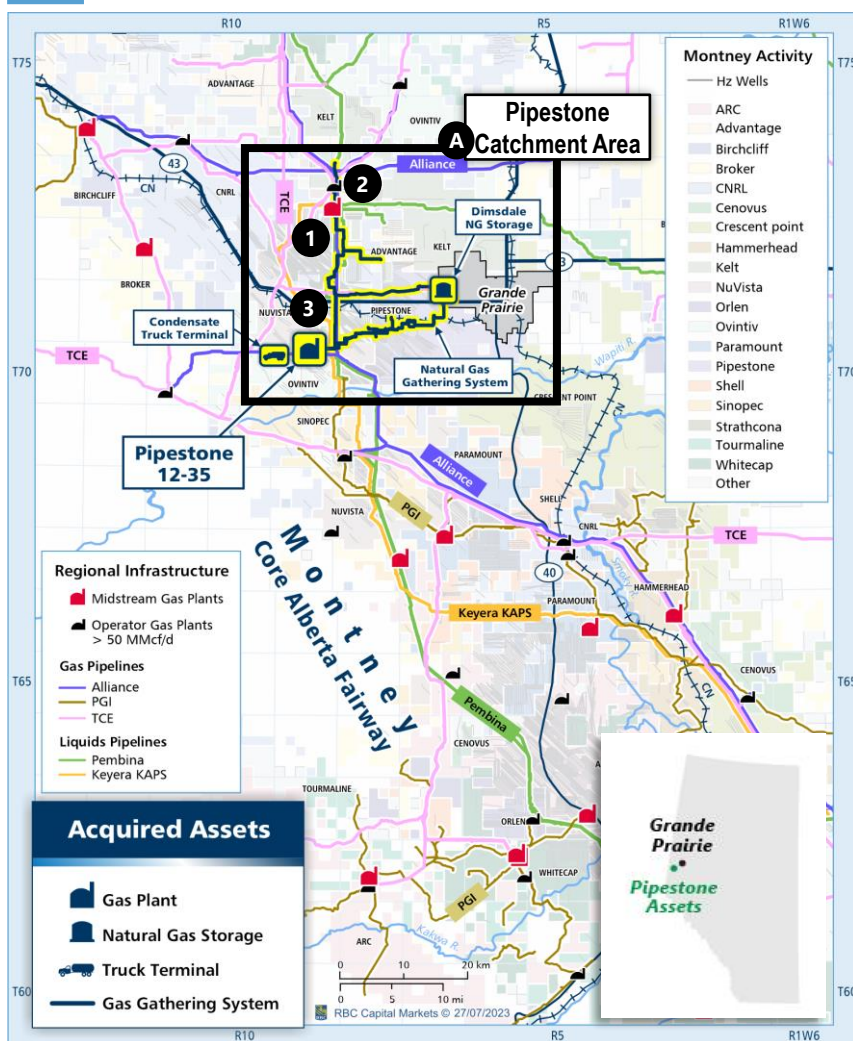 R10
R5
R1W6
T75
T75
Montney Activity
Hz Wells
ARC
Advantage
Birchcliff
Broker
CNRL
Cenovus
Crescent point
Hammerhead
Kelt
NuVista
Orlen
Ovintiv
Paramount
Pipestone
Shell
Sinopec
Strathcona
Tourmaline
Whitecap
Other
ADVANTAGE
KELT
OVINTIV
A
Pipestone
Catchment Area
43
CN
BIRCHCLIFF
CNRL
TCE
Alliance
2
1
3
BROKER
ADVANTAGE
KELT
Dimsdale
NG Storage
NUVISTA
PIPESTONE
Grande
Prairie
Condensate
Truck Terminal
TCE
OVINTIV
Natural Gas
Gathering System
Wapiti R.
T70
T70
CRESCENT POINT
CN
SINOPEC
Pipestone
12-35
PARAMOUNT
Alliance
SHELL
NUVISTA
PGI
CNRL
TCE
Montney
Core Alberta Fairway
40
Smoky R.
HAMMERHEAD
PARAMOUNT
Keyera KAPS
CENOVUS
CN
Regional Infrastructure
Midstream Gas Plants
Operator Gas Plants
> 50 MMcf/d
Gas Pipelines
Alliance
PGI
TCE
Liquids Pipelines
Pembina
Keyera KAPS
T65
T65
Pembina
CENOVUS
TOURMALINE
ORLEN
WHITECAP
PGI
ARC
Kakwa R.
Acquired Assets
Gas Plant
Natural Gas Storage
Truck Terminal
Gas Gathering System
Grande
Prairie
Pipestone
Assets
0 10 20 km
0 5 10 mi
RBC Capital Markets © 27/07/2023
T60
T60
R10
R5
R1W6